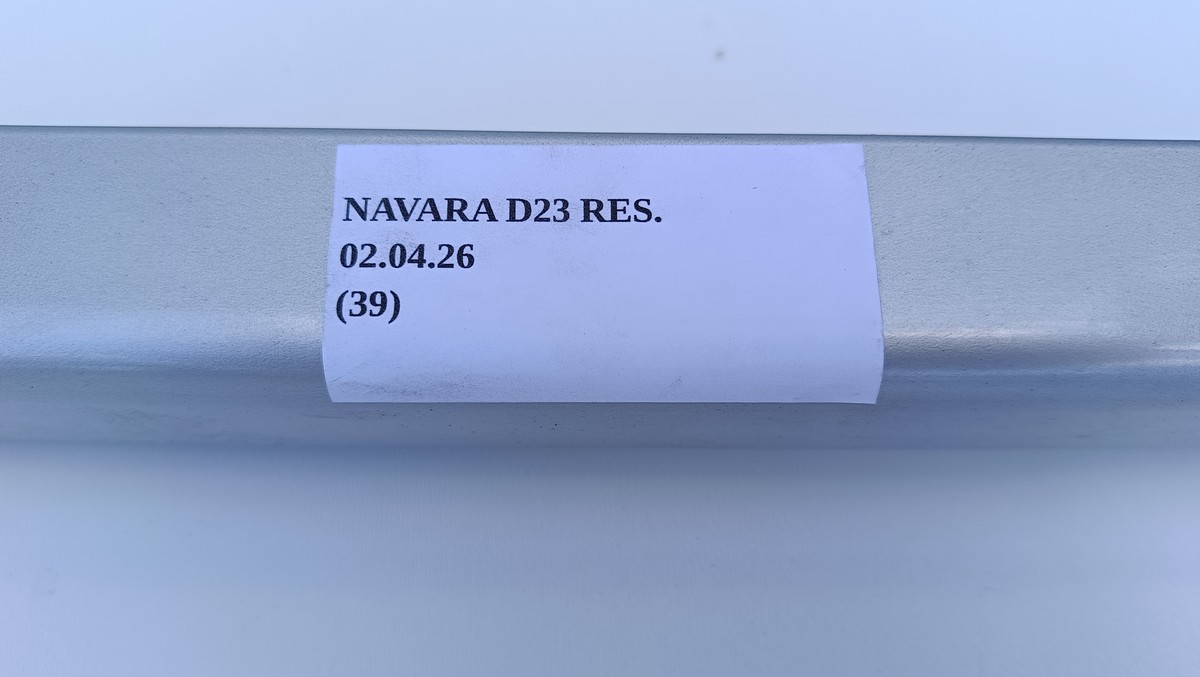 NAVARA D23 RES.
02.04.26
(39)